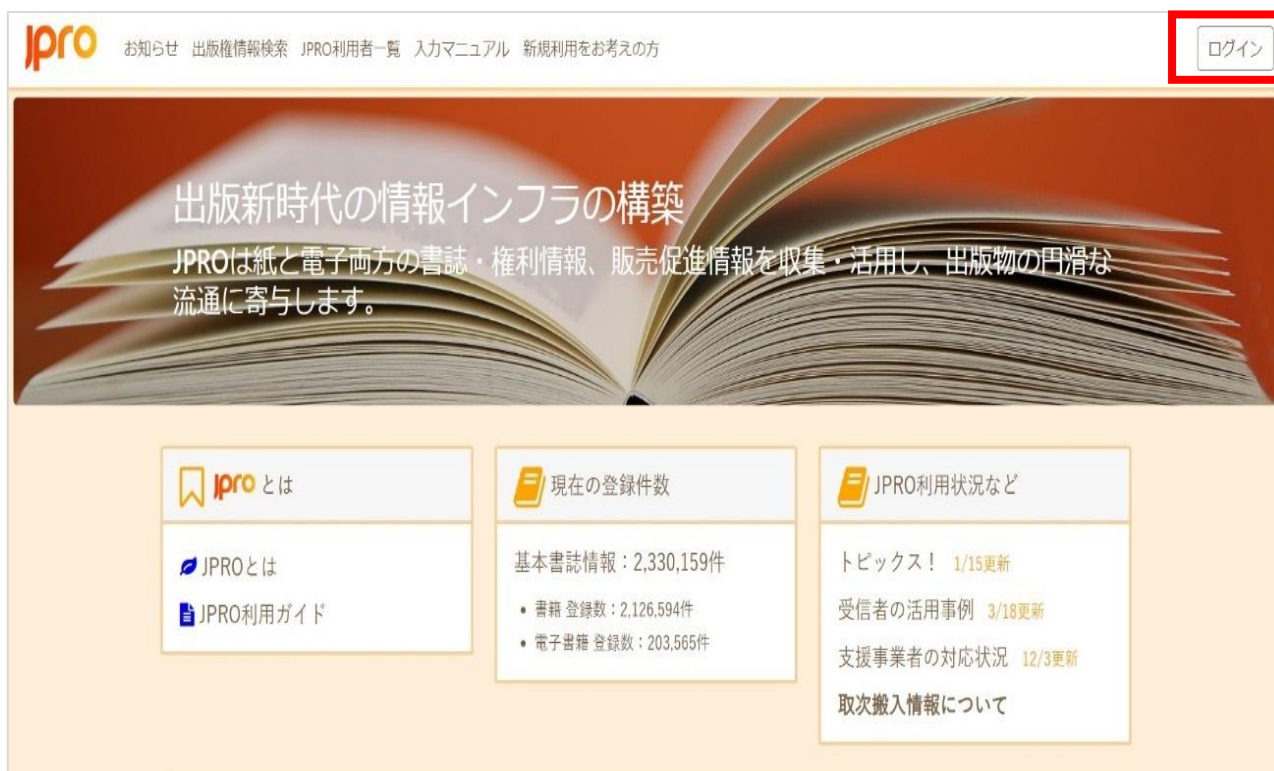 Jpro
お知らせ 出版権情報検索 JPRO利用者一覧 入力マニュアル 新規利用をお考えの方
ログイン
出版新時代の情報インフラの構築
JPROは紙と電子両方の書誌・権利情報、販売促進情報を収集・活用し、出版物の円滑な
流通に寄与します。
Jpro とは
JPROとは
JPRO利用ガイド
現在の登録件数
基本書誌情報：2,330,159件
• 書籍 登録数：2,126,594件
• 電子書籍 登録数：203,565件
JPRO利用状況など
トピックス！ 1/15更新
受信者の活用事例 3/18更新
支援事業者の対応状況 12/3更新
取次搬入情報について